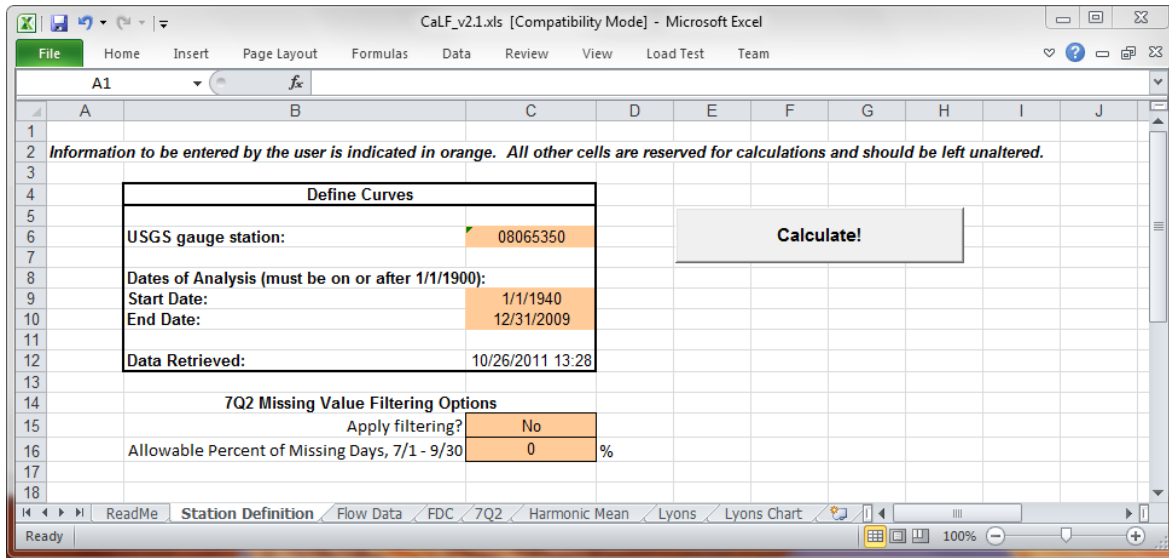 CaLF_v2.1.xls [Compatibility Mode] - Microsoft Excel
File Home Insert Page Layout Formulas Data Review View Load Test Team
A1 fx
A B C D E F G H I J
1
2 Information to be entered by the user is indicated in orange. All other cells are reserved for calculations and should be left unaltered.
3
4 Define Curves
5
6 USGS gauge station: 08065350
Calculate!
7
8 Dates of Analysis (must be on or after 1/1/1900):
9 Start Date: 1/1/1940
10 End Date: 12/31/2009
11
12 Data Retrieved: 10/26/2011 13:28
13
14 7Q2 Missing Value Filtering Options
15 Apply filtering? No
16 Allowable Percent of Missing Days, 7/1 - 9/30 0 %
17
18
ReadMe Station Definition Flow Data FDC 7Q2 Harmonic Mean Lyons Lyons Chart
Ready 100%